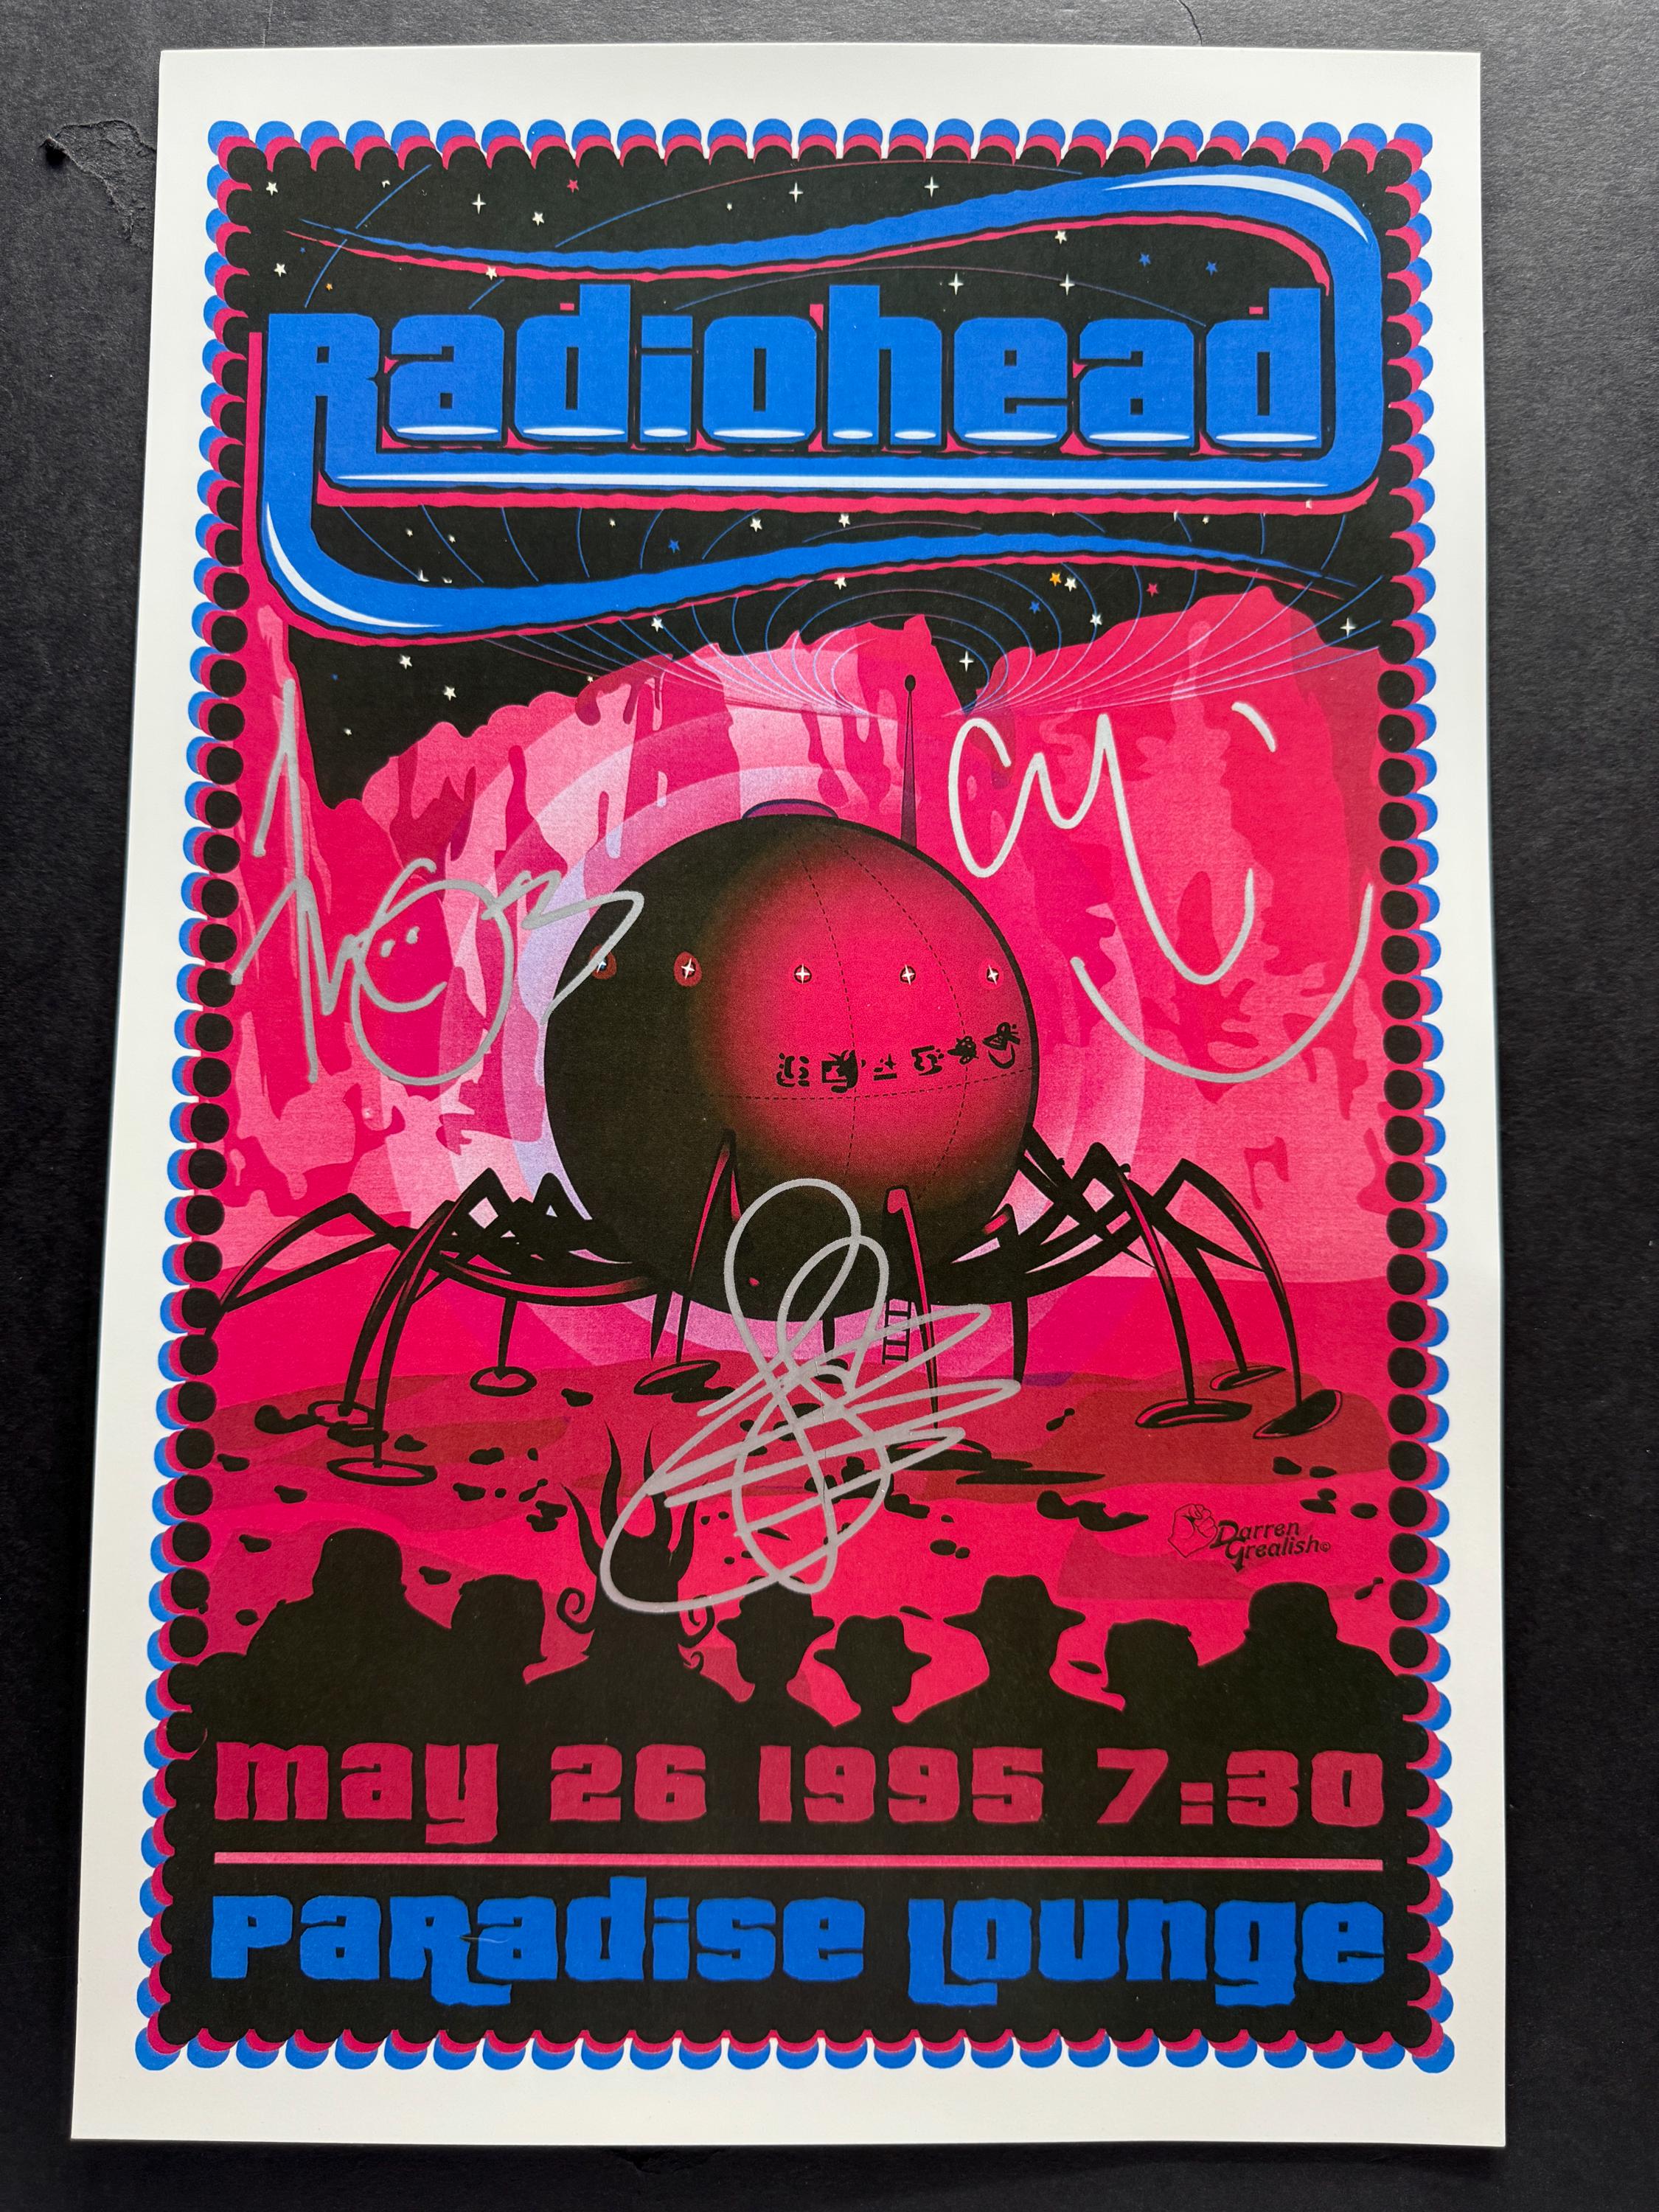 Radiohead
Darren
Grealish©
may 26 1995 7:30
Paradise Lounge